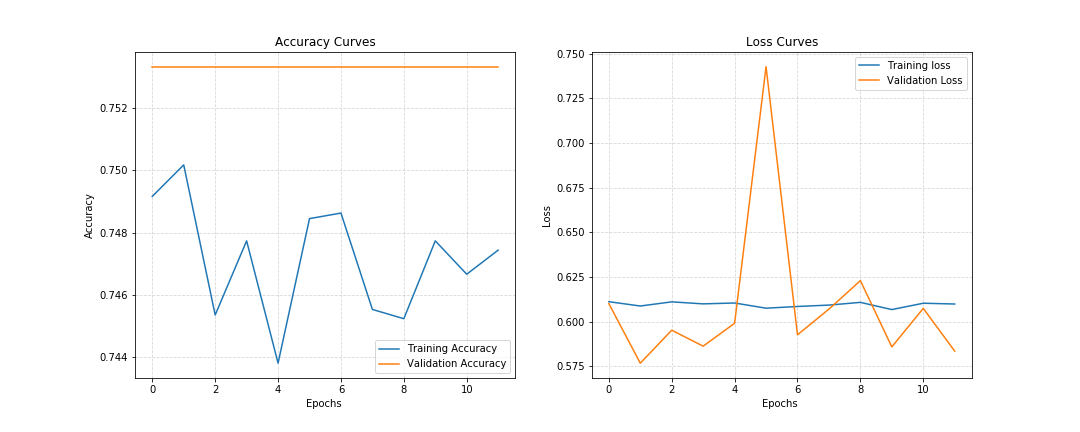 Accuracy Curves
0.752
0.750
0.748
0.746
0.744
Accuracy
0 2 4 6 8 10
Epochs
Training Accuracy
Validation Accuracy
Loss Curves
0.750
0.725
0.700
0.675
0.650
0.625
0.600
0.575
Loss
0 2 4 6 8 10
Epochs
Training loss
Validation Loss